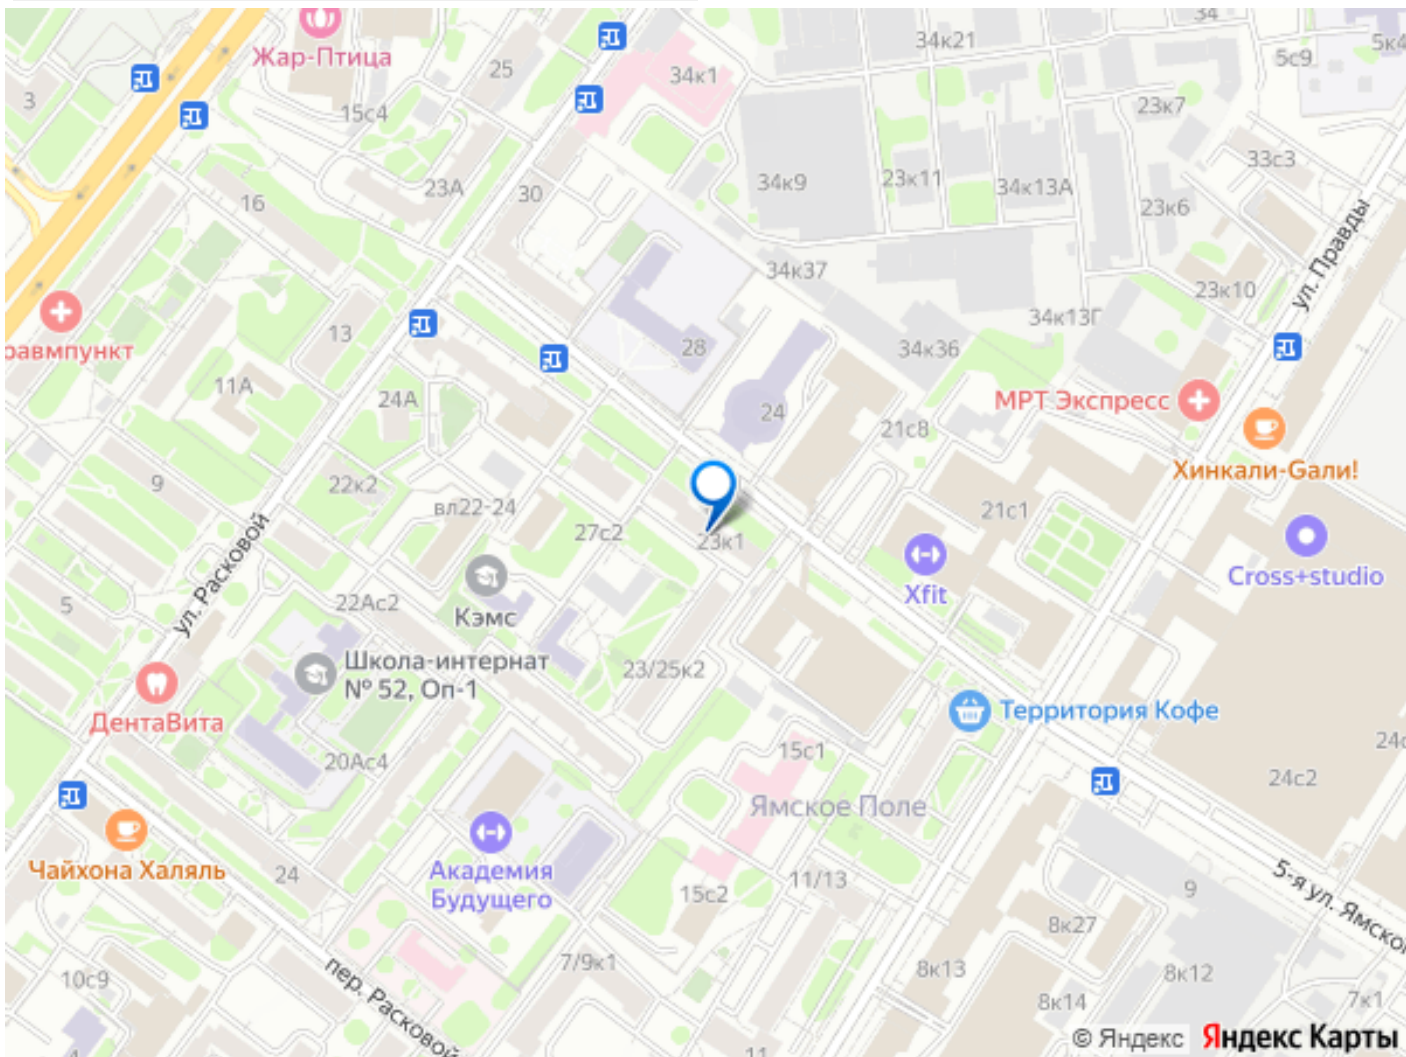 34
34к21
5к4
5с9
Жар-Птица
25
34к1
3
15с4
23к7
33с3
23А
34к9
23к11
34к13А
30
16
23к6
ул. Правды
34к37
23к10
34к13Г
13
равмпункт
28
34к36
11А
24А
24
МРТ Экспресс
21с8
Хинкали-Gали!
9
22к2
вл22-24
21с1
27с2
23к1
ул. Расковой
Cross+studio
Xfit
5
22Ас2
Кэмс
Школа-интернат
№ 52, Оп-1
23/25к2
ДентаВита
Территория Кофе
15с1
24с
20Ас4
24с2
Ямское Поле
Чайхона Халяль
24
Академия
Будущего
11/13
15с2
9
5-я ул. Ямско
8к27
7/9к1
10с9
пер. Расковой
8к13
8к12
8к14
7к1
© Яндекс Яндекс Карты
4
11